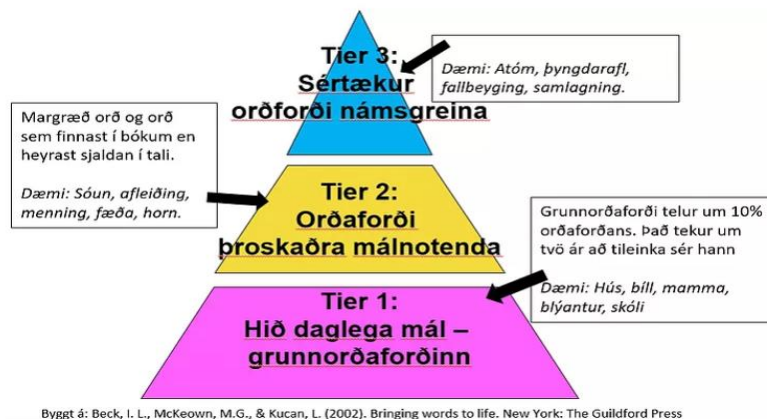 Tier 3:
Sértækur
orðforði námsgreina
Dæmi: Atóm, þyngdarafl,
fallbeyging, samlagning.
Margræð orð og orð
sem finnast í bókum en
heyrast sjaldan í tali.
Dæmi: Sóun, afleiðing,
menning, fæða, horn.
Tier 2:
Orðaforði
þroskaðra málnotenda
Grunnorðaforði telur um 10%
orðaforðans. Það tekur um
tvö ár að tileinka sér hann
Dæmi: Hús, bíll, mamma,
blýantur, skóli
Tier 1:
Hið daglega mál –
grunnorðaforðinn
Byggt á: Beck, I. L., McKeown, M.G., & Kucan, L. (2002). Bringing words to life. New York: The Guildford Press